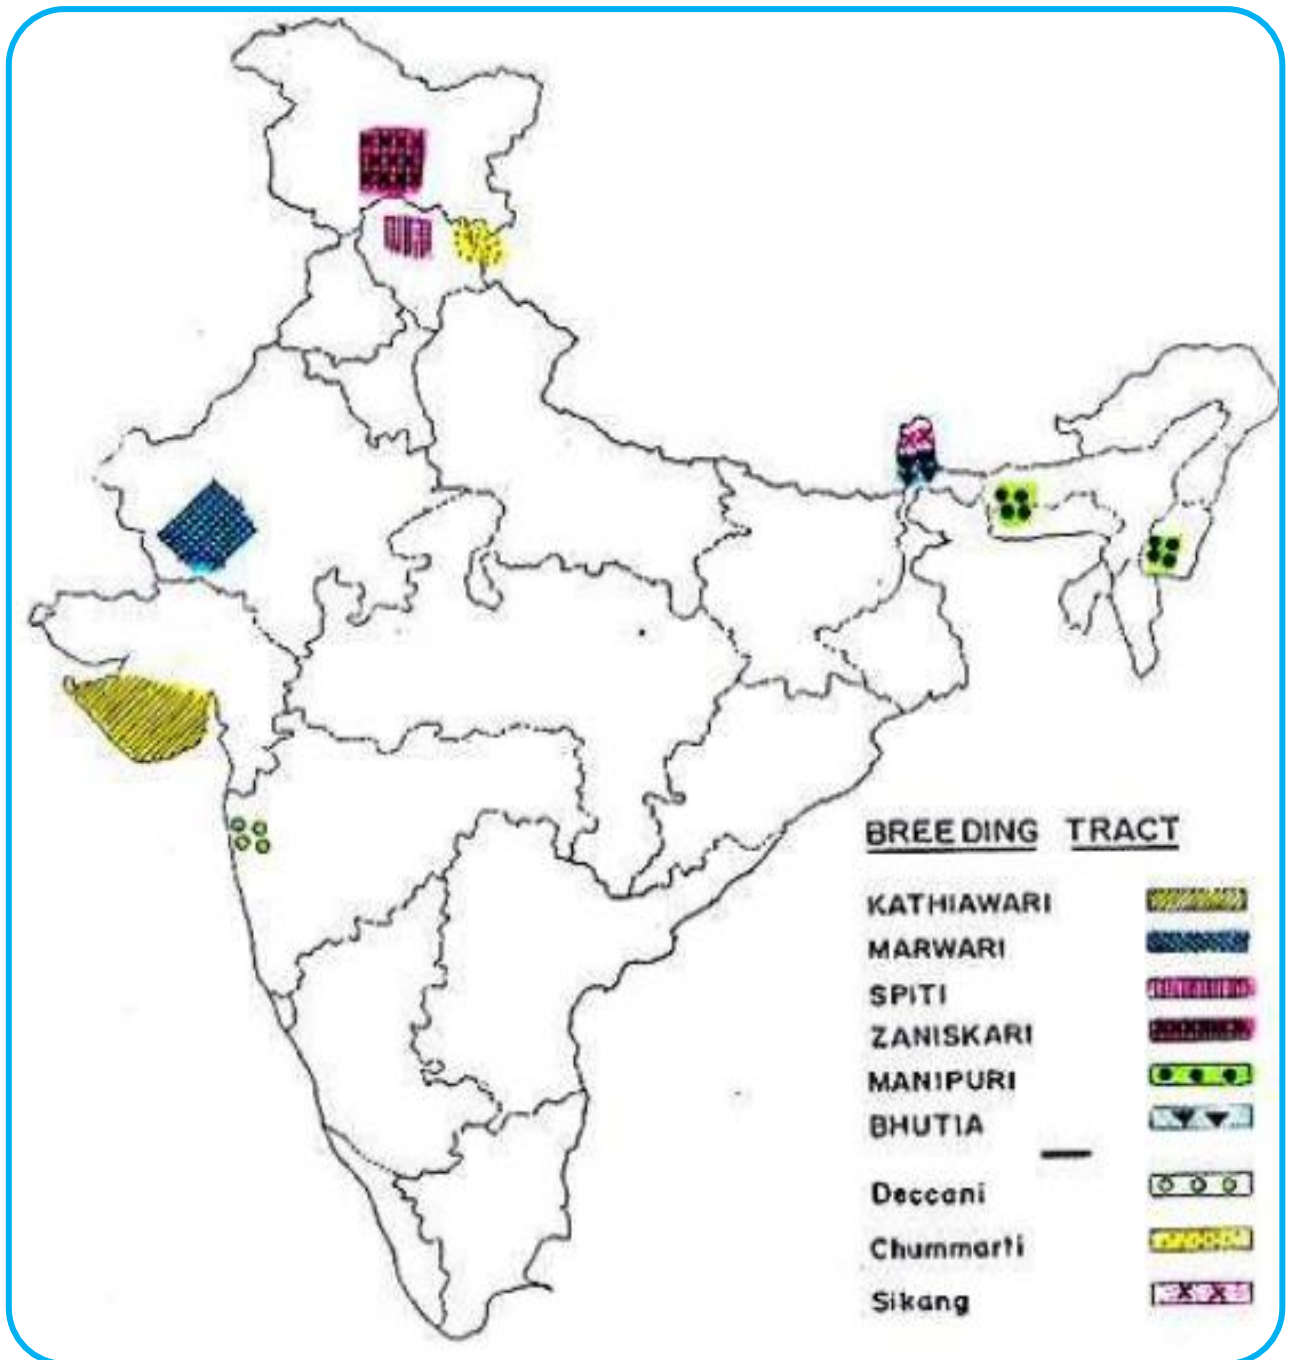 BREEDING TRACT
KATHIAWARI
MARWARI
SPITI
ZANISKARI
MANIPURI
BHUTIA
Deccani
Chummarti
Sikang